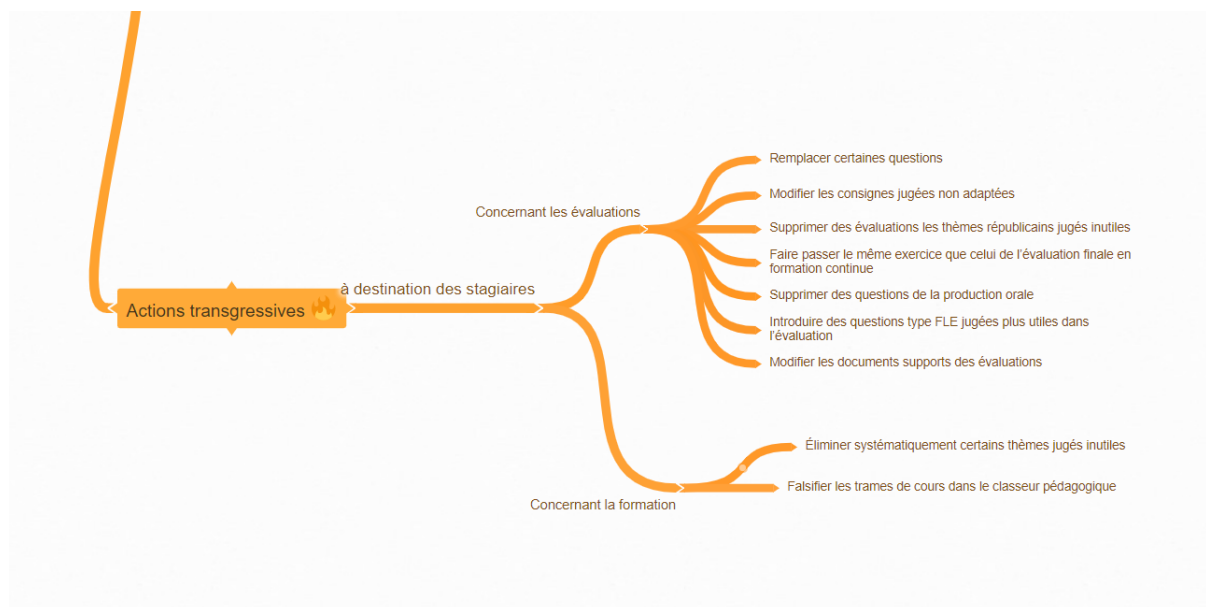 Remplacer certaines questions
Modifier les consignes jugées non adaptées
Concernant les évaluations
Supprimer des évaluations les thèmes républicains jugés inutiles
Faire passer le même exercice que celui de l'évaluation finale en
formation continue
à destination des stagiaires
Supprimer des questions de la production orale
Actions transgressives
Introduire des questions type FLE jugées plus utiles dans
l'évaluation
Modifier les documents supports des évaluations
Éliminer systématiquement certains thèmes jugés inutiles
Falsifier les trames de cours dans le classeur pédagogique
Concernant la formation